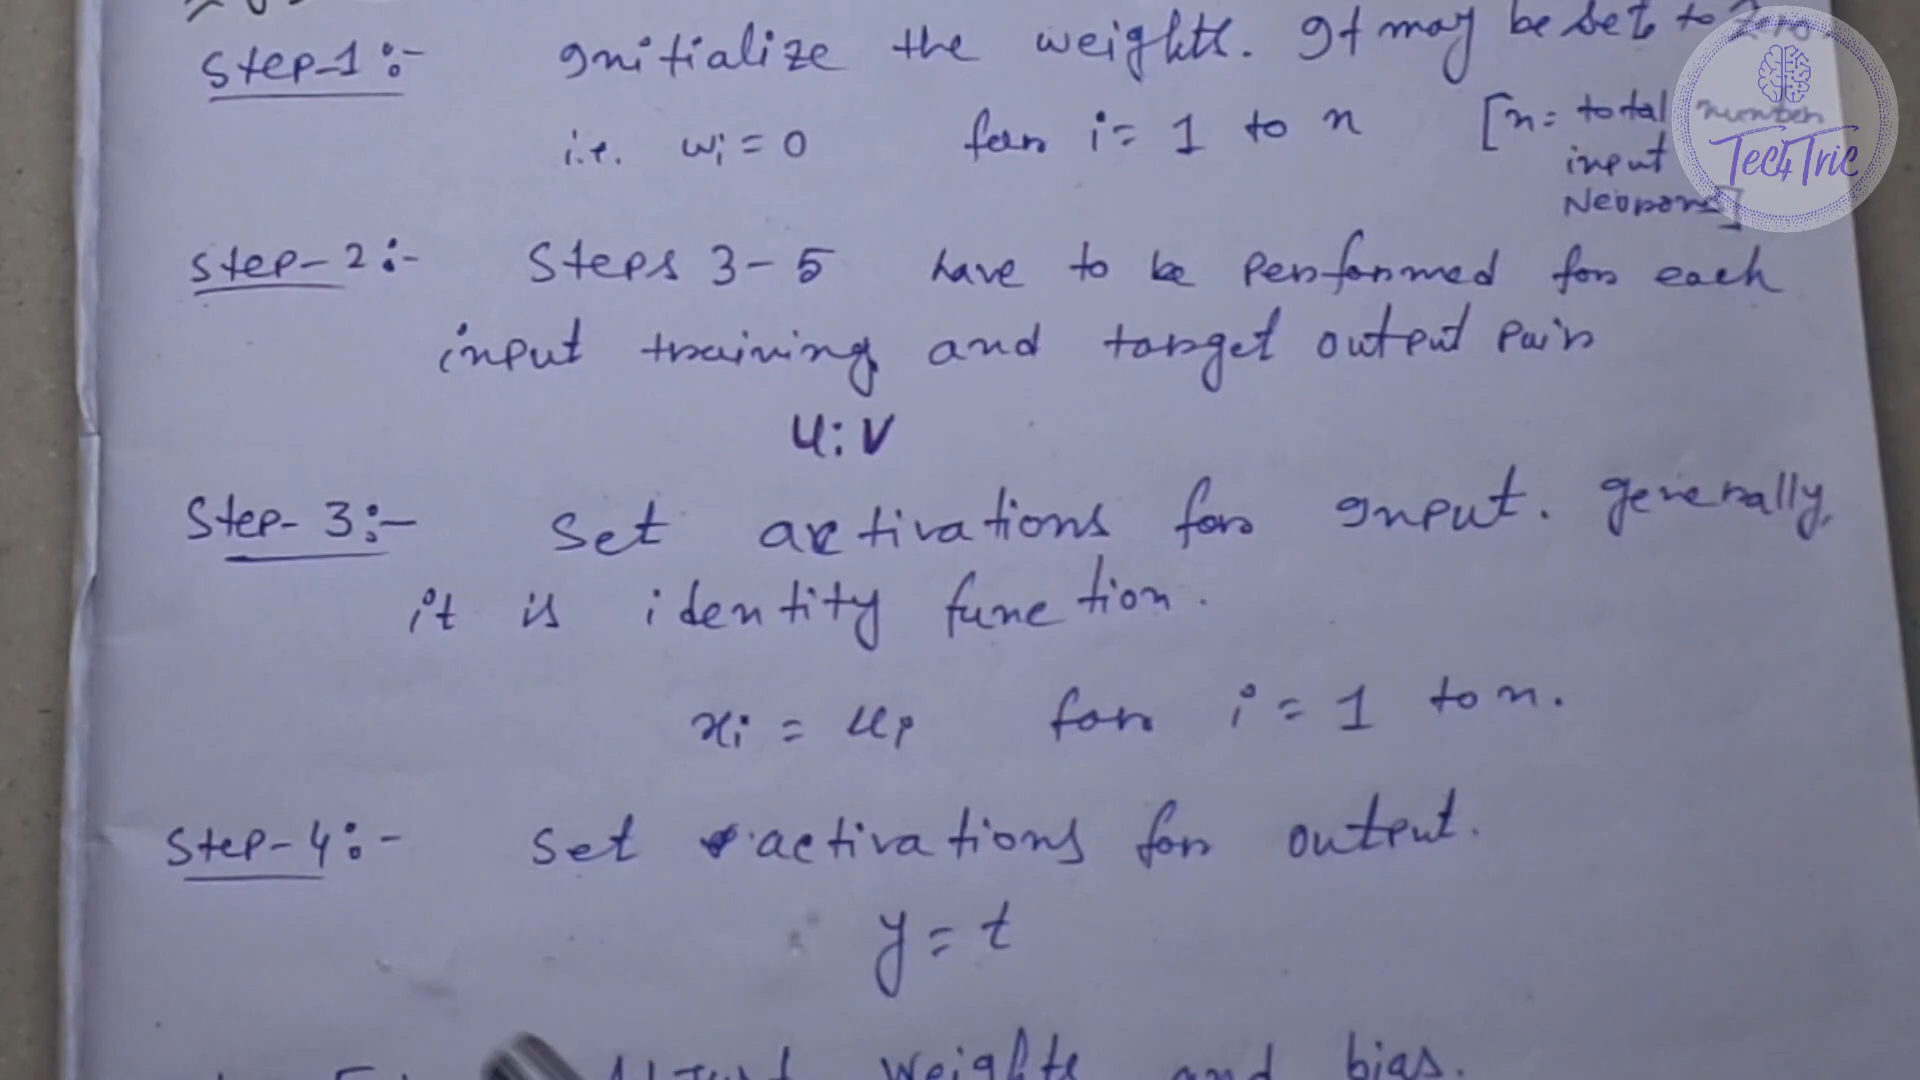 Step-1:- Initialize the weights. It may be set to zero.
i.e. wi = 0 for i = 1 to n [n = total number
input
Neurons]
Step-2:- Steps 3-5 have to be performed for each
input training and target output pair
u:v
Step-3:- Set activations for Input. generally,
it is identity function.
xi = ui for i = 1 to n.
Step-4:- Set activations for output.
y = t
weights and bias.
Tech Tric